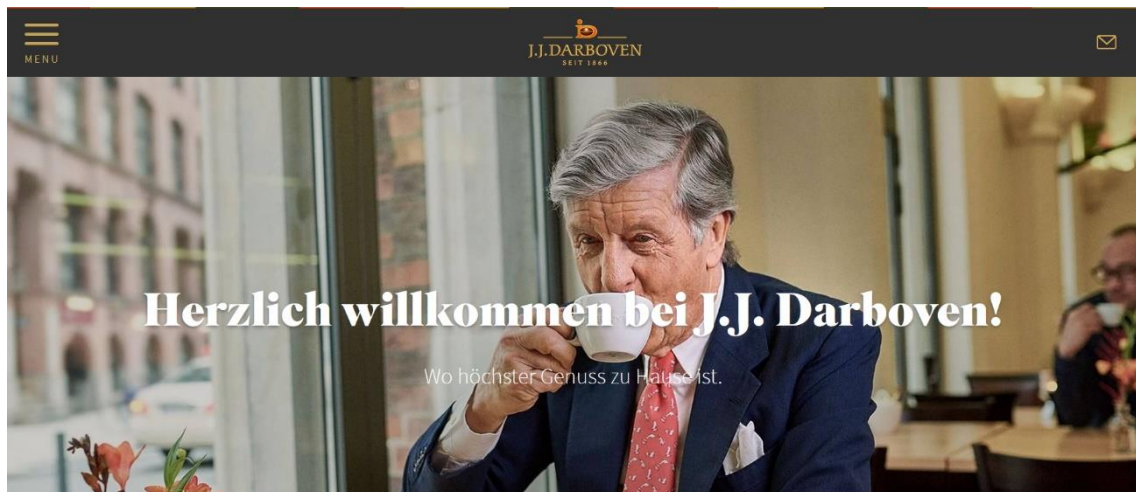 MENU
J.J.DARBOVEN
SEIT 1866
Herzlich willkommen bei J.J. Darboven!
Wo höchster Genuss zu Hause ist.